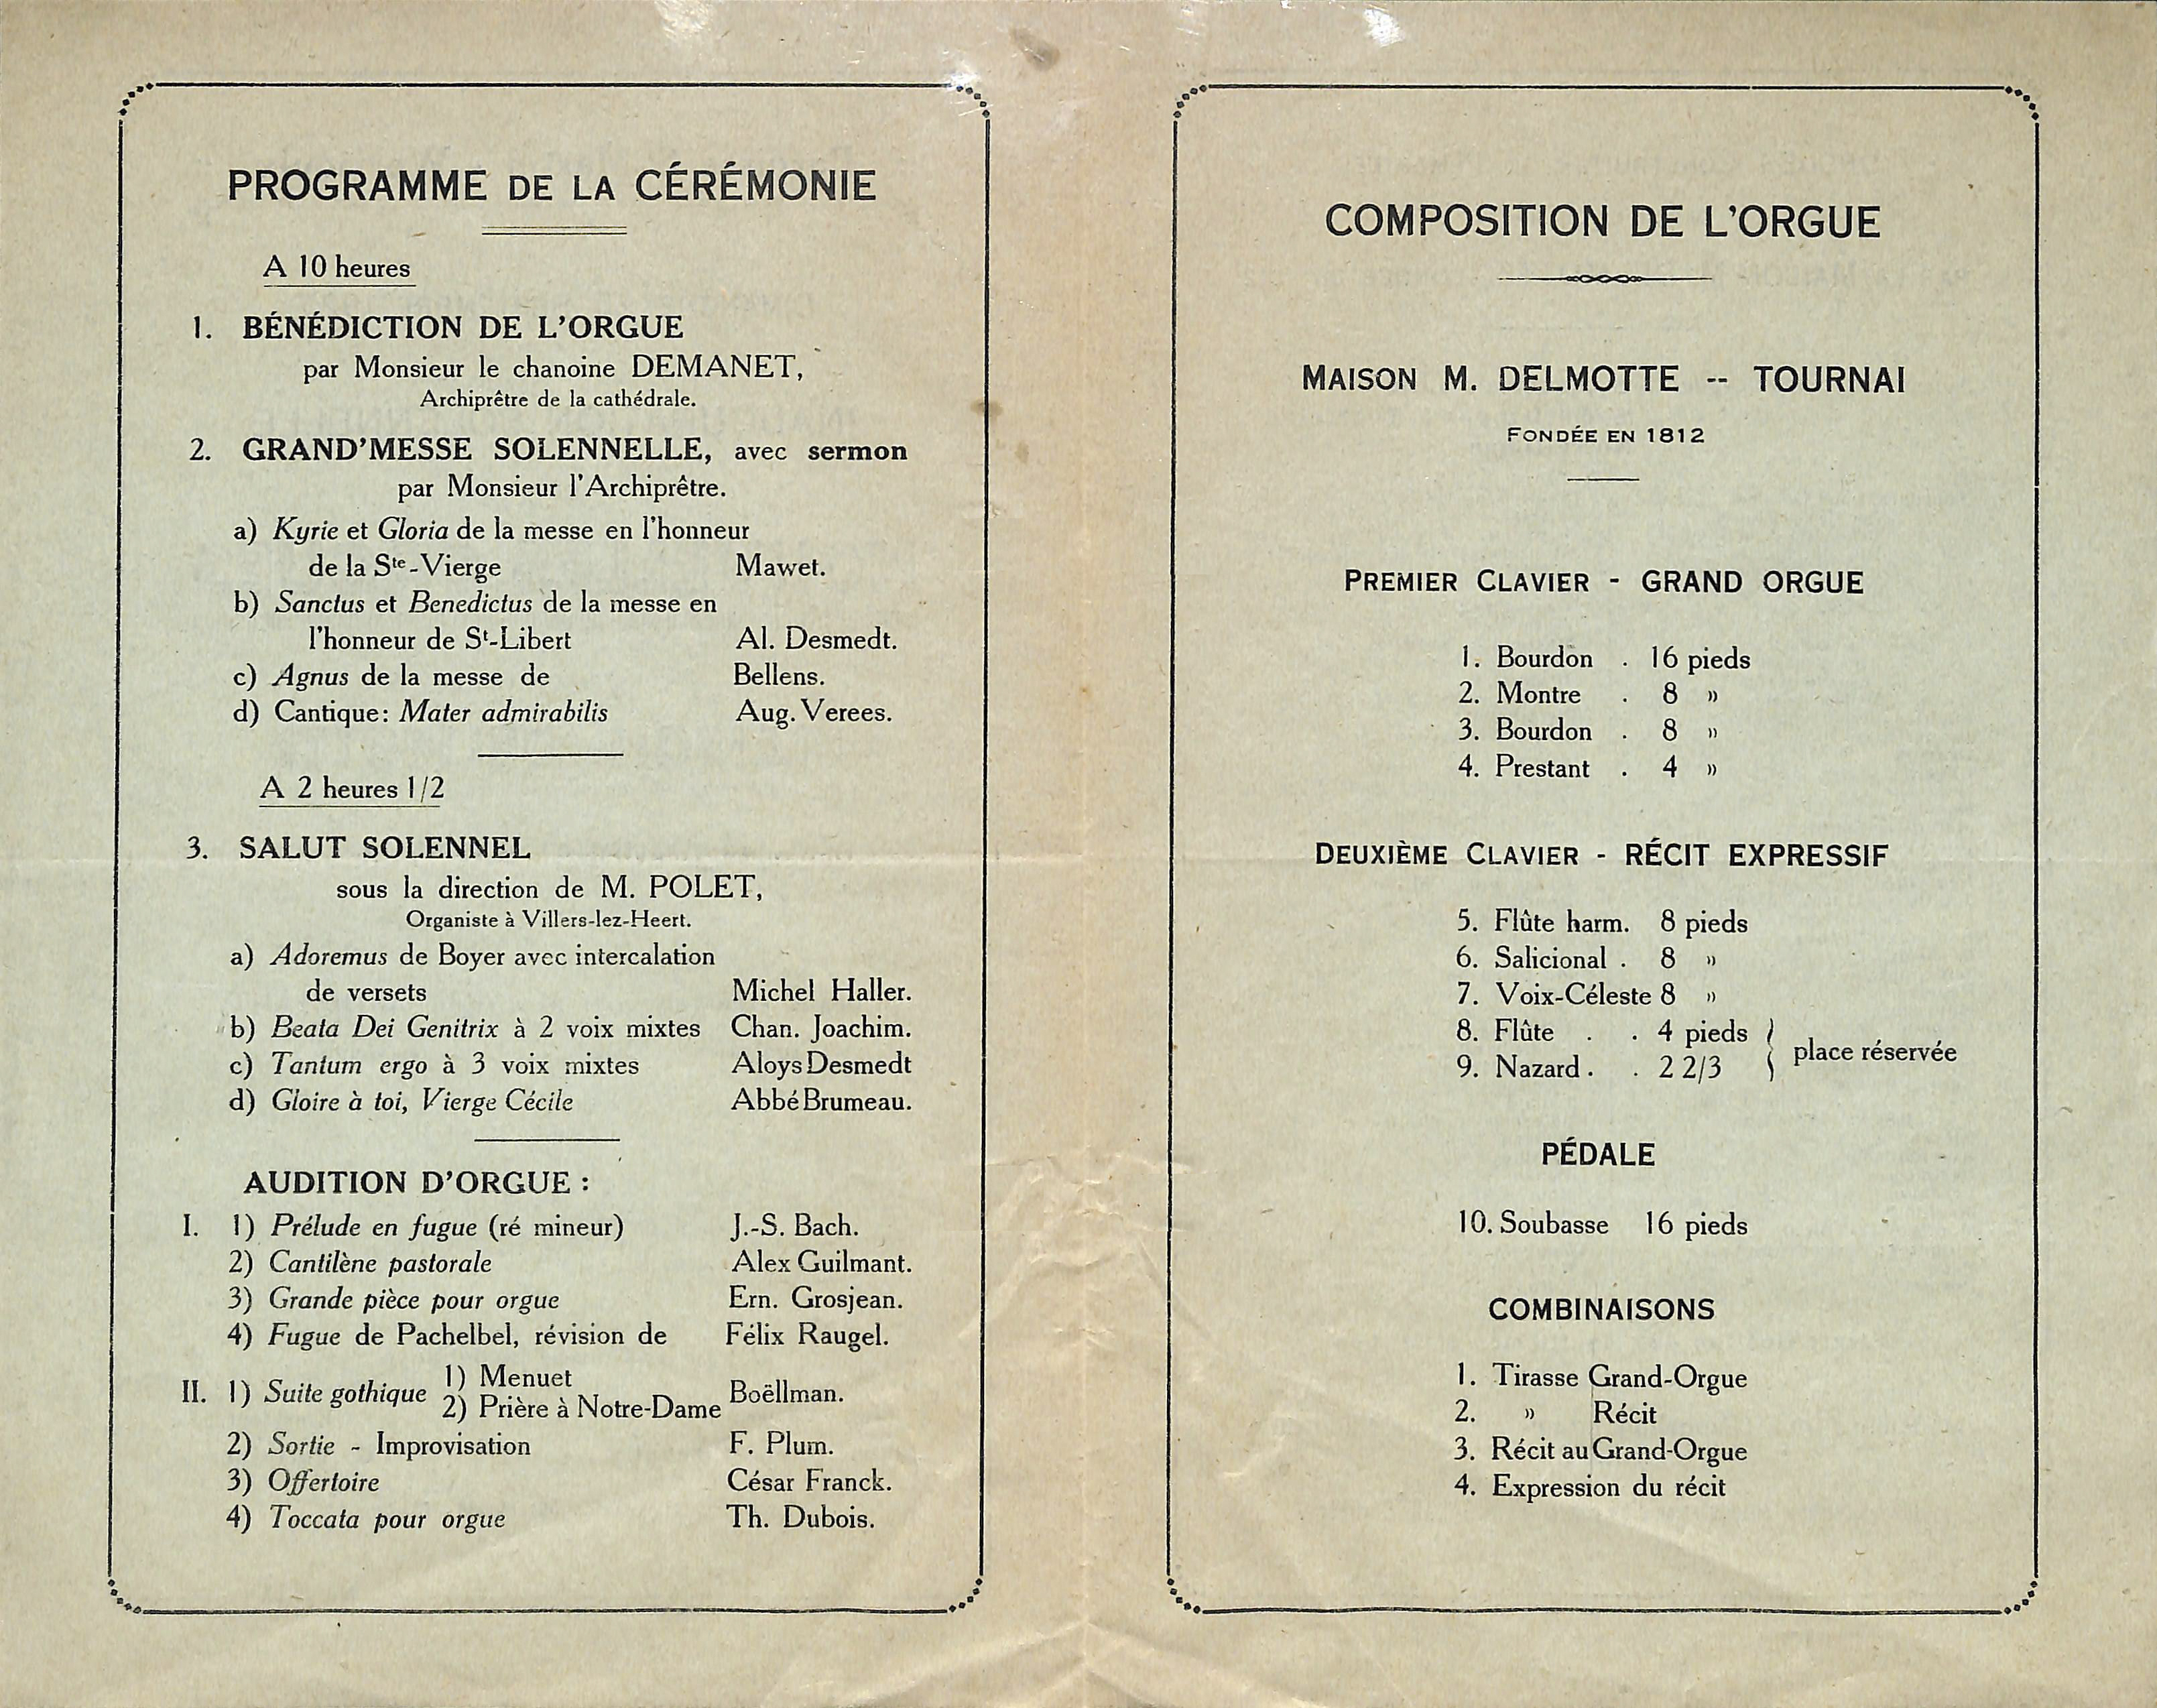 PROGRAMME DE LA CÉRÉMONIE
A 10 heures
1. BÉNÉDICTION DE L'ORGUE
par Monsieur le chanoine DEMANET,
Archiprêtre de la cathédrale.
2. GRAND'MESSE SOLENNELLE, avec sermon
par Monsieur l'Archiprêtre.
a) Kyrie et Gloria de la messe en l'honneur
de la Ste-Vierge Mawet.
b) Sanctus et Benedictus de la messe en
l'honneur de St-Libert Al. Desmedt.
c) Agnus de la messe de Bellens.
d) Cantique: Mater admirabilis Aug. Verees.
A 2 heures 1/2
3. SALUT SOLENNEL
sous la direction de M. POLET,
Organiste à Villers-lez-Heert.
a) Adoremus de Boyer avec intercalation
de versets Michel Haller.
b) Beata Dei Genitrix à 2 voix mixtes Chan. Joachim.
c) Tantum ergo à 3 voix mixtes Aloys Desmedt
d) Gloire à toi, Vierge Cécile Abbé Brumeau.
AUDITION D'ORGUE :
I. 1) Prélude en fugue (ré mineur) J.-S. Bach.
2) Cantilène pastorale Alex Guilmant.
3) Grande pièce pour orgue Ern. Grosjean.
4) Fugue de Pachelbel, révision de Félix Raugel.
II. 1) Suite gothique 1) Menuet
2) Prière à Notre-Dame Boëllman.
2) Sortie - Improvisation F. Plum.
3) Offertoire César Franck.
4) Toccata pour orgue Th. Dubois.
COMPOSITION DE L'ORGUE
MAISON M. DELMOTTE -- TOURNAI
FONDÉE EN 1812
PREMIER CLAVIER - GRAND ORGUE
1. Bourdon . 16 pieds
2. Montre . 8 »
3. Bourdon . 8 »
4. Prestant . 4 »
DEUXIÈME CLAVIER - RÉCIT EXPRESSIF
5. Flûte harm. 8 pieds
6. Salicional . 8 »
7. Voix-Céleste 8 »
8. Flûte . . 4 pieds
9. Nazard . . 2 2/3
place réservée
PÉDALE
10. Soubasse 16 pieds
COMBINAISONS
1. Tirasse Grand-Orgue
2. » Récit
3. Récit au Grand-Orgue
4. Expression du récit